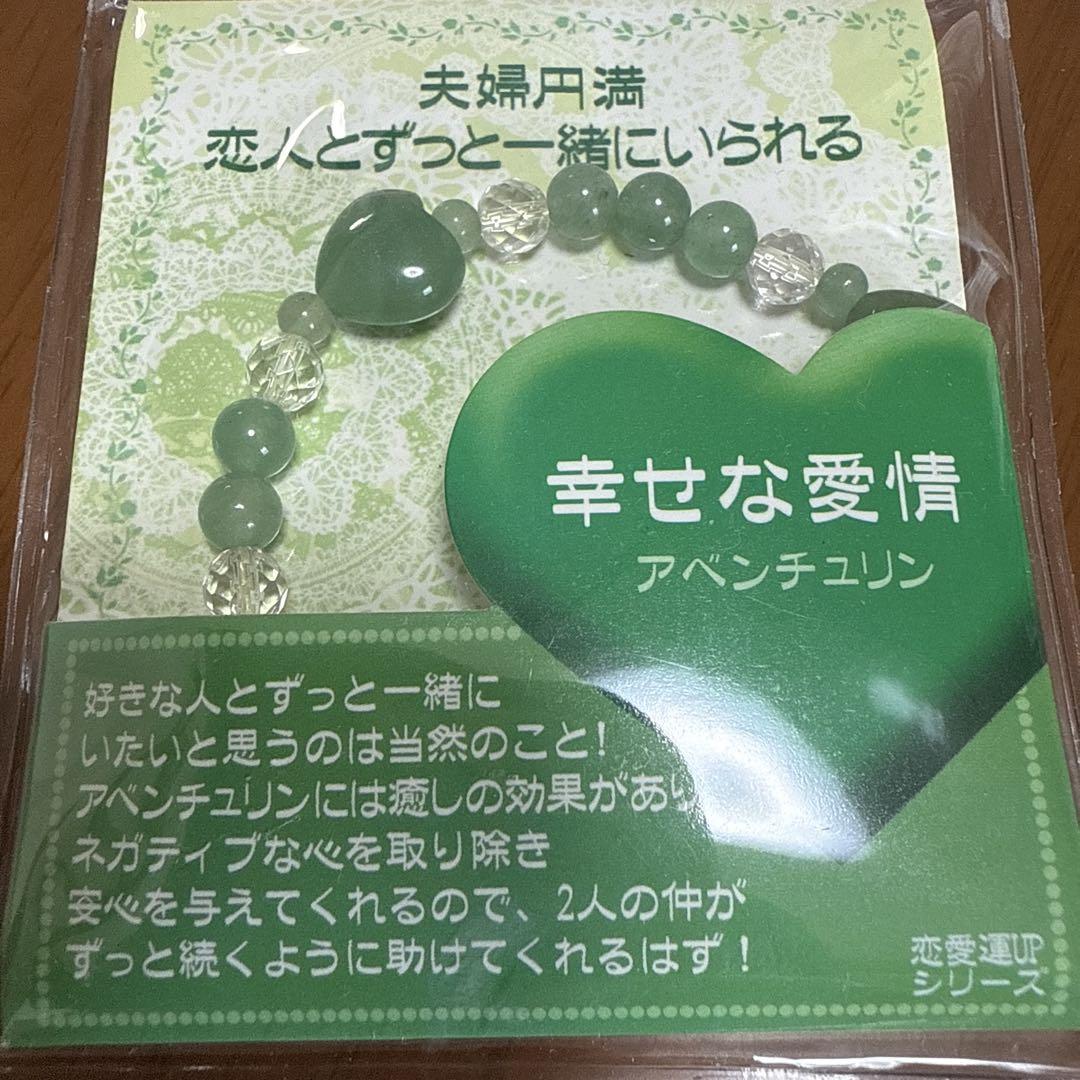 夫婦円満
恋人とずっと一緒にいられる
幸せな愛情
アベンチュリン
好きな人とずっと一緒に
いたいと思うのは当然のこと!
アベンチュリンには癒しの効果があり
ネガティブな心を取り除き
安心を与えてくれるので、2人の仲が
ずっと続くように助けてくれるはず!
恋愛運UP
シリーズ